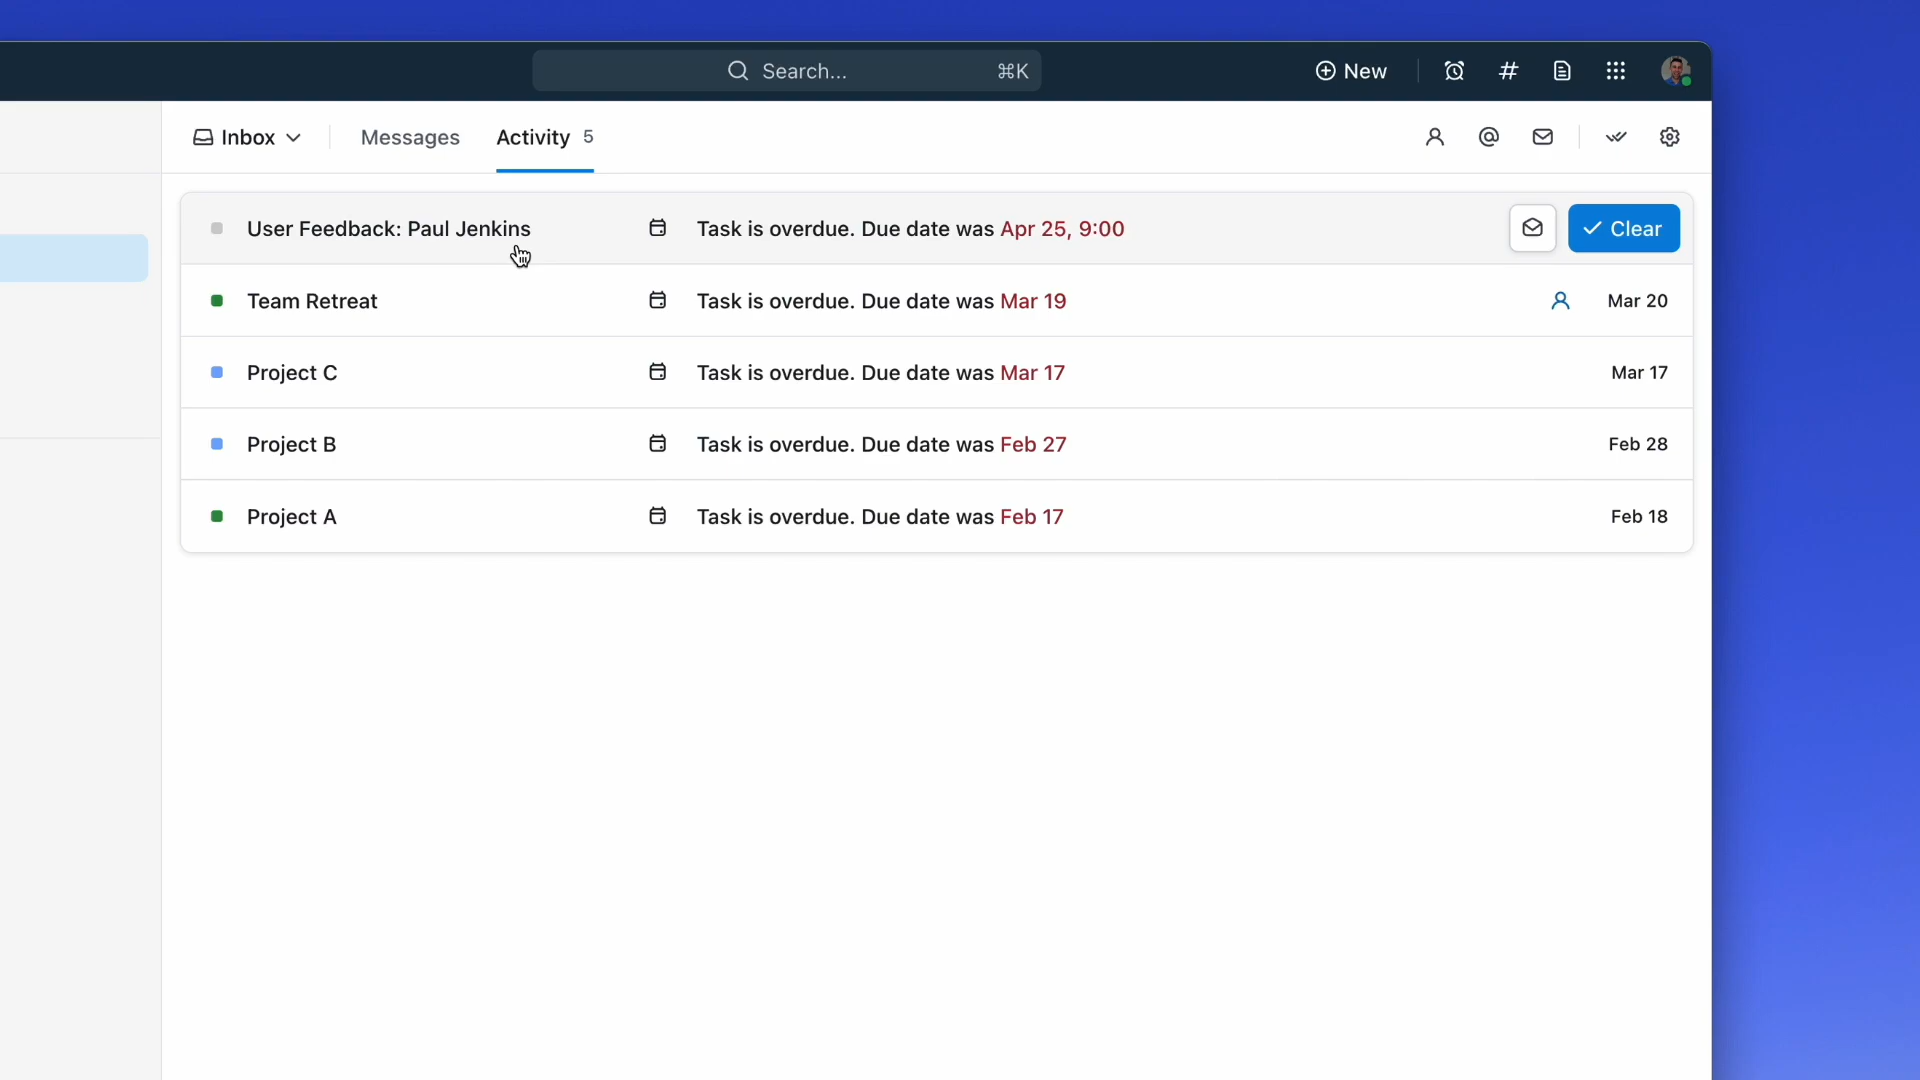 Search... ⌘K New
Inbox Messages Activity 5
User Feedback: Paul Jenkins Task is overdue. Due date was Apr 25, 9:00 Clear
Team Retreat Task is overdue. Due date was Mar 19 Mar 20
Project C Task is overdue. Due date was Mar 17 Mar 17
Project B Task is overdue. Due date was Feb 27 Feb 28
Project A Task is overdue. Due date was Feb 17 Feb 18